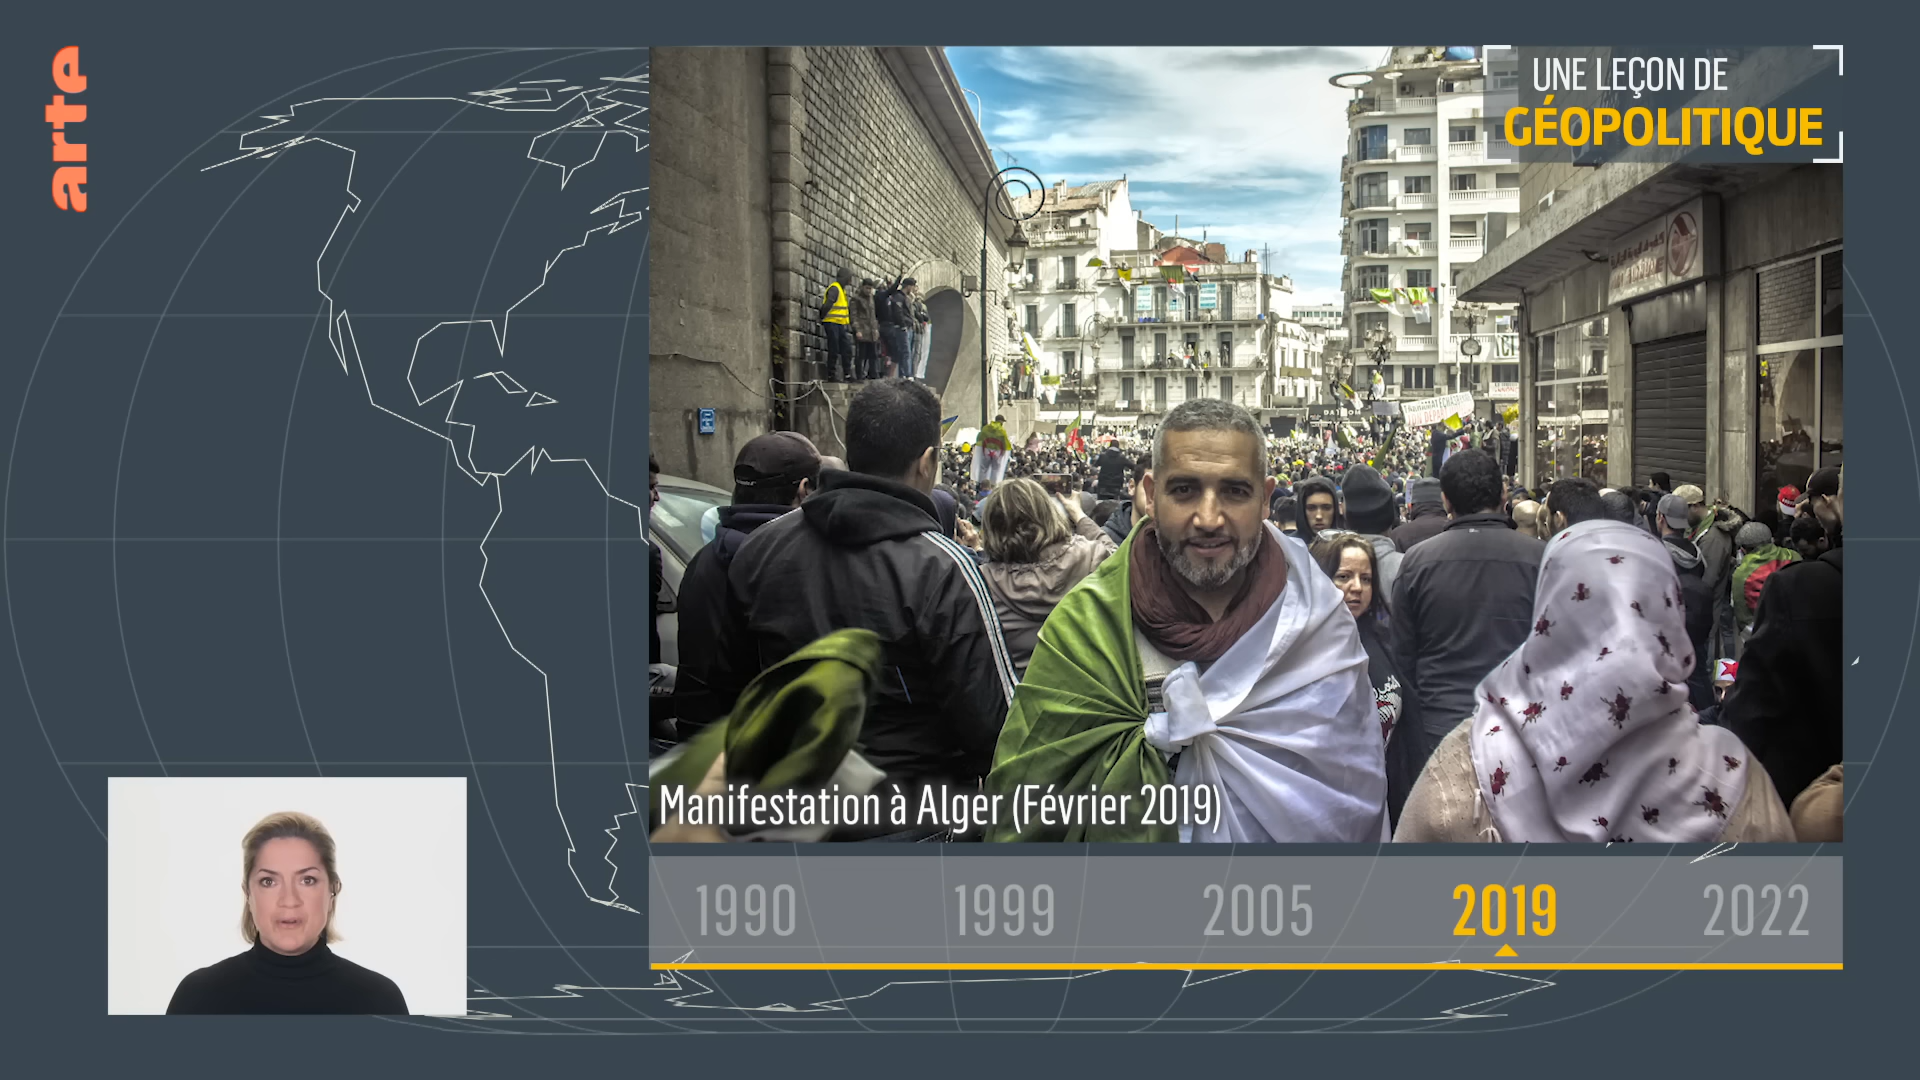 arte
UNE LEÇON DE
GÉOPOLITIQUE
Manifestation à Alger (Février 2019)
1990
1999
2005
2019
2022